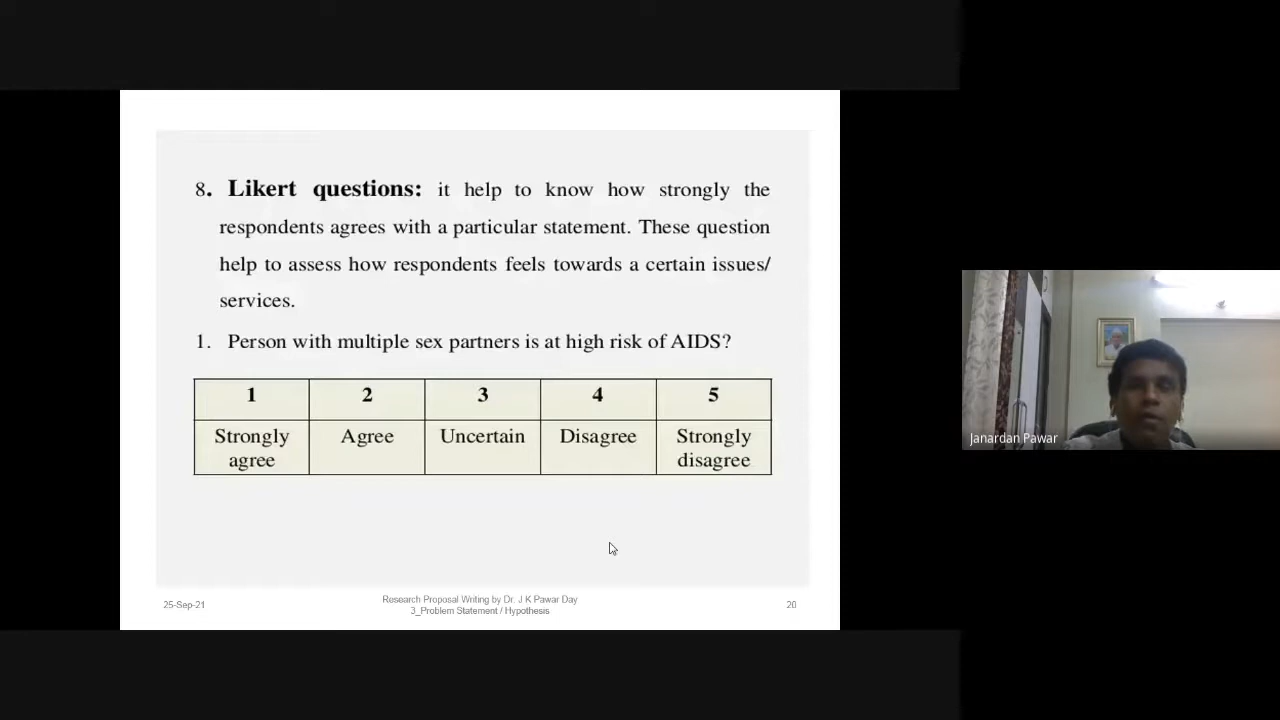 8. Likert questions: it help to know how strongly the
respondents agrees with a particular statement. These question
help to assess how respondents feels towards a certain issues/
services.
1. Person with multiple sex partners is at high risk of AIDS?
1 2 3 4 5
Strongly agree Agree Uncertain Disagree Strongly disagree
25-Sep-21
Research Proposal Writing by Dr. J K Pawar Day
3_Problem Statement / Hypothesis
20
Janardan Pawar